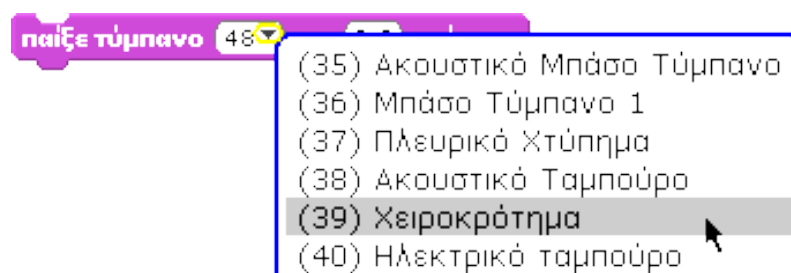 παίξε τύμπανο 48
(35) Ακουστικό Μπάσο Τύμπανο
(36) Μπάσο Τύμπανο 1
(37) Πλευρικό Χτύπημα
(38) Ακουστικό Ταμπούρο
(39) Χειροκρότημα
(40) Ηλεκτρικό ταμπούρο